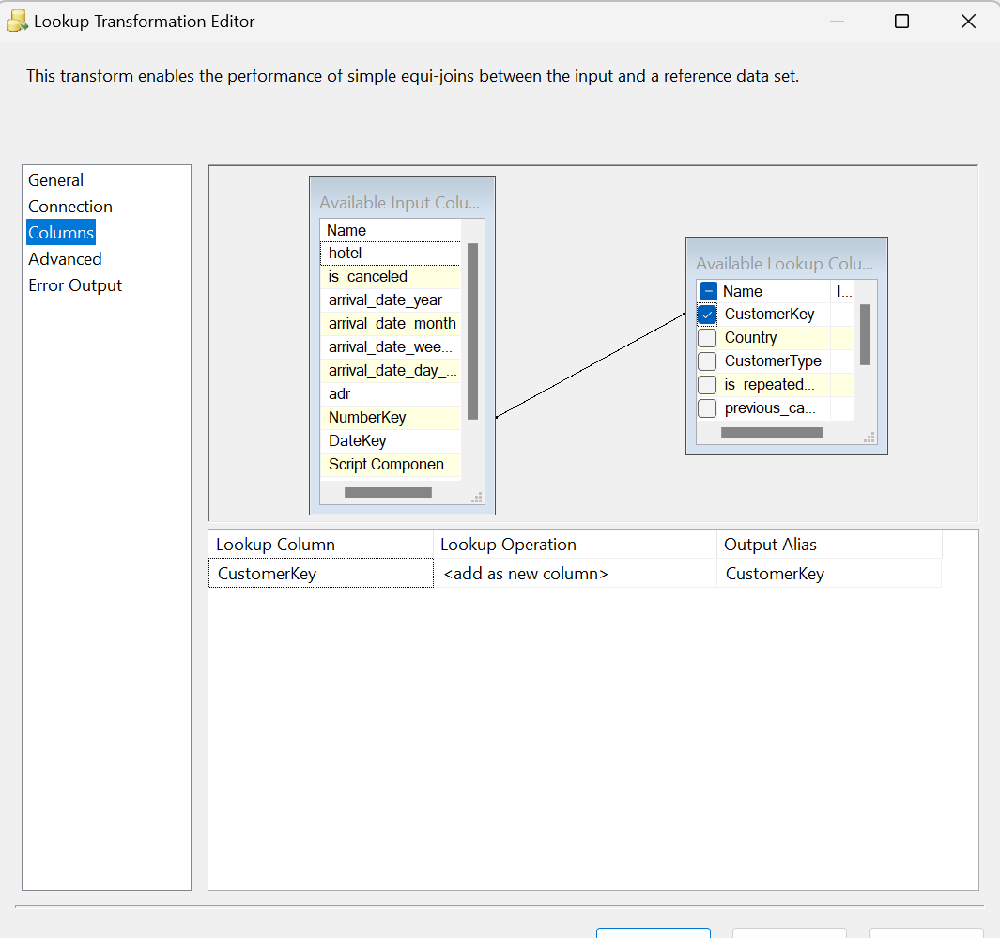 Lookup Transformation Editor
This transform enables the performance of simple equi-joins between the input and a reference data set.
General
Connection
Columns
Advanced
Error Output
Available Input Colu...
Name
hotel
is_canceled
arrival_date_year
arrival_date_month
arrival_date_wee...
arrival_date_day_...
adr
NumberKey
DateKey
Script Componen...
Available Lookup Colu...
Name I...
CustomerKey
Country
CustomerType
is_repeated...
previous_ca...
Lookup Column Lookup Operation Output Alias
CustomerKey <add as new column> CustomerKey